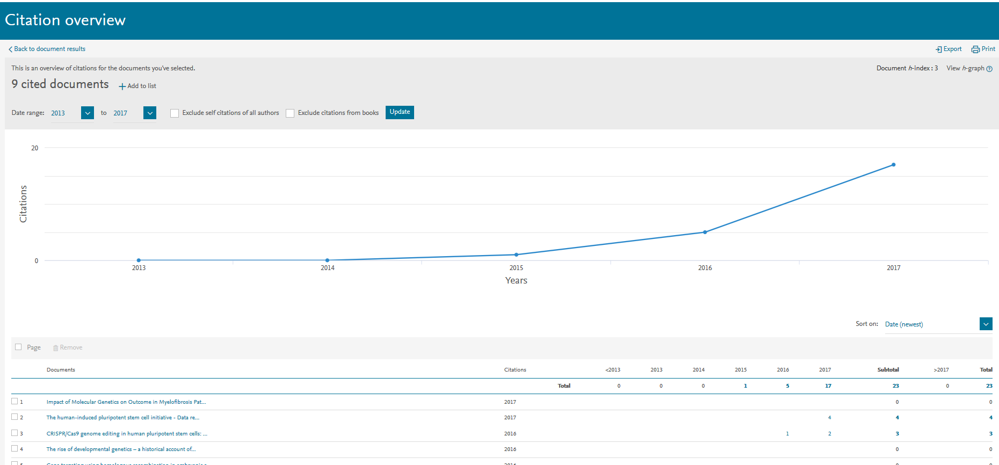 Citation overview
Back to document results
Export Print
This is an overview of citations for the documents you've selected.
Document h-index : 3 View h-graph ?
9 cited documents + Add to list
Date range: 2013 to 2017 Exclude self citations of all authors Exclude citations from books Update
20
Citations
0
2013 2014 2015 2016 2017
Years
Sort on: Date (newest)
Page Remove
Documents Citations <2013 2013 2014 2015 2016 2017 Subtotal >2017 Total
Total 0 0 0 1 5 17 23 0 23
1 Impact of Molecular Genetics on Outcome in Myelofibrosis Pat... 2017 0 0
2 The human-induced pluripotent stem cell initiative - Data re... 2017 4 4 4
3 CRISPR/Cas9 genome editing in human pluripotent stem cells: ... 2016 1 2 3 3
4 The rise of developmental genetics – a historical account of... 2016 0 0
5 Gene targeting using homologous recombination in embryonic 2016 0 0